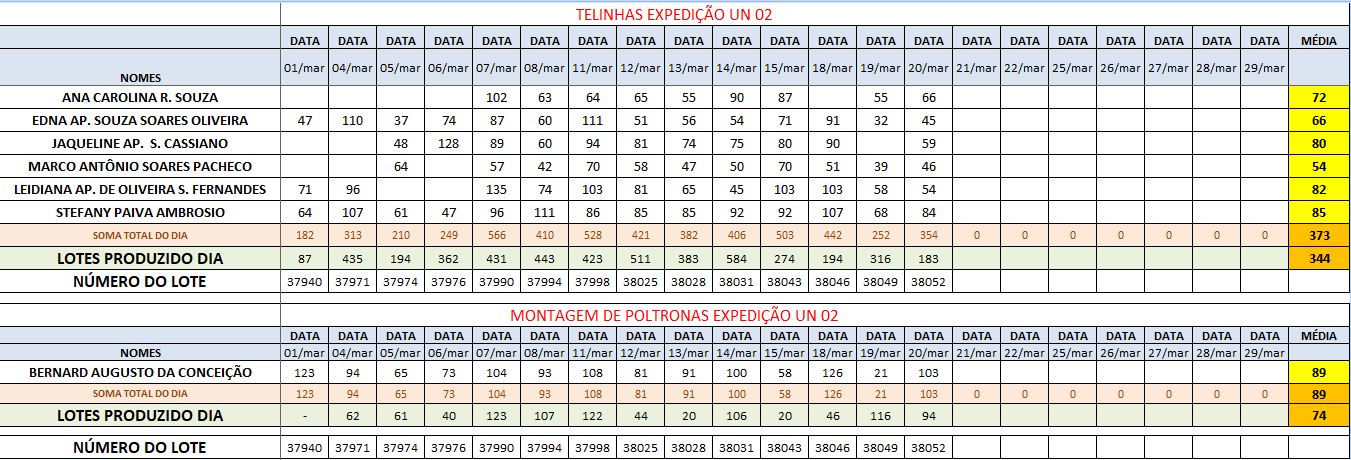 TELINHAS EXPEDIÇÃO UN 02
DATA DATA DATA DATA DATA DATA DATA DATA DATA DATA DATA DATA DATA DATA DATA DATA DATA DATA DATA DATA DATA MÉDIA
NOMES 01/mar 04/mar 05/mar 06/mar 07/mar 08/mar 11/mar 12/mar 13/mar 14/mar 15/mar 18/mar 19/mar 20/mar 21/mar 22/mar 25/mar 26/mar 27/mar 28/mar 29/mar
ANA CAROLINA R. SOUZA 102 63 64 65 55 90 87 55 66 72
EDNA AP. SOUZA SOARES OLIVEIRA 47 110 37 74 87 60 111 51 56 54 71 91 32 45 66
JAQUELINE AP. S. CASSIANO 48 128 89 60 94 81 74 75 80 90 59 80
MARCO ANTÔNIO SOARES PACHECO 64 57 42 70 58 47 50 70 51 39 46 54
LEIDIANA AP. DE OLIVEIRA S. FERNANDES 71 96 135 74 103 81 65 45 103 103 58 54 82
STEFANY PAIVA AMBROSIO 64 107 61 47 96 111 86 85 85 92 92 107 68 84 85
SOMA TOTAL DO DIA 182 313 210 249 566 410 528 421 382 406 503 442 252 354 0 0 0 0 0 0 0 373
LOTES PRODUZIDO DIA 87 435 194 362 431 443 423 511 383 584 274 194 316 183 344
NÚMERO DO LOTE 37940 37971 37974 37976 37990 37994 37998 38025 38028 38031 38043 38046 38049 38052
MONTAGEM DE POLTRONAS EXPEDIÇÃO UN 02
DATA DATA DATA DATA DATA DATA DATA DATA DATA DATA DATA DATA DATA DATA DATA DATA DATA DATA DATA DATA DATA MÉDIA
NOMES 01/mar 04/mar 05/mar 06/mar 07/mar 08/mar 11/mar 12/mar 13/mar 14/mar 15/mar 18/mar 19/mar 20/mar 21/mar 22/mar 25/mar 26/mar 27/mar 28/mar 29/mar
BERNARD AUGUSTO DA CONCEIÇÃO 123 94 65 73 104 93 108 81 91 100 58 126 21 103 89
SOMA TOTAL DO DIA 123 94 65 73 104 93 108 81 91 100 58 126 21 103 0 0 0 0 0 0 0 89
LOTES PRODUZIDO DIA - 62 61 40 123 107 122 44 20 106 20 46 116 94 74
NÚMERO DO LOTE 37940 37971 37974 37976 37990 37994 37998 38025 38028 38031 38043 38046 38049 38052